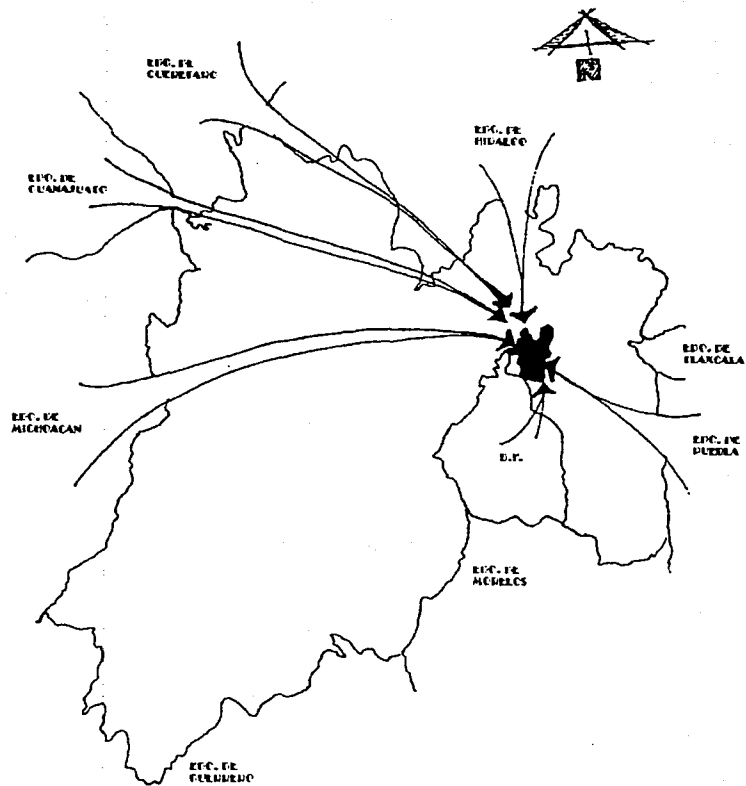 EDO. DE
QUERETARO
EDO. DE
HIDALGO
EDO. DE
GUANAJUATO
EDO. DE
TLAXCALA
EDO. DE
MICHOACAN
EDO. DE
PUEBLA
D.F.
EDO. DE
MORELOS
EDO. DE
GUERRERO